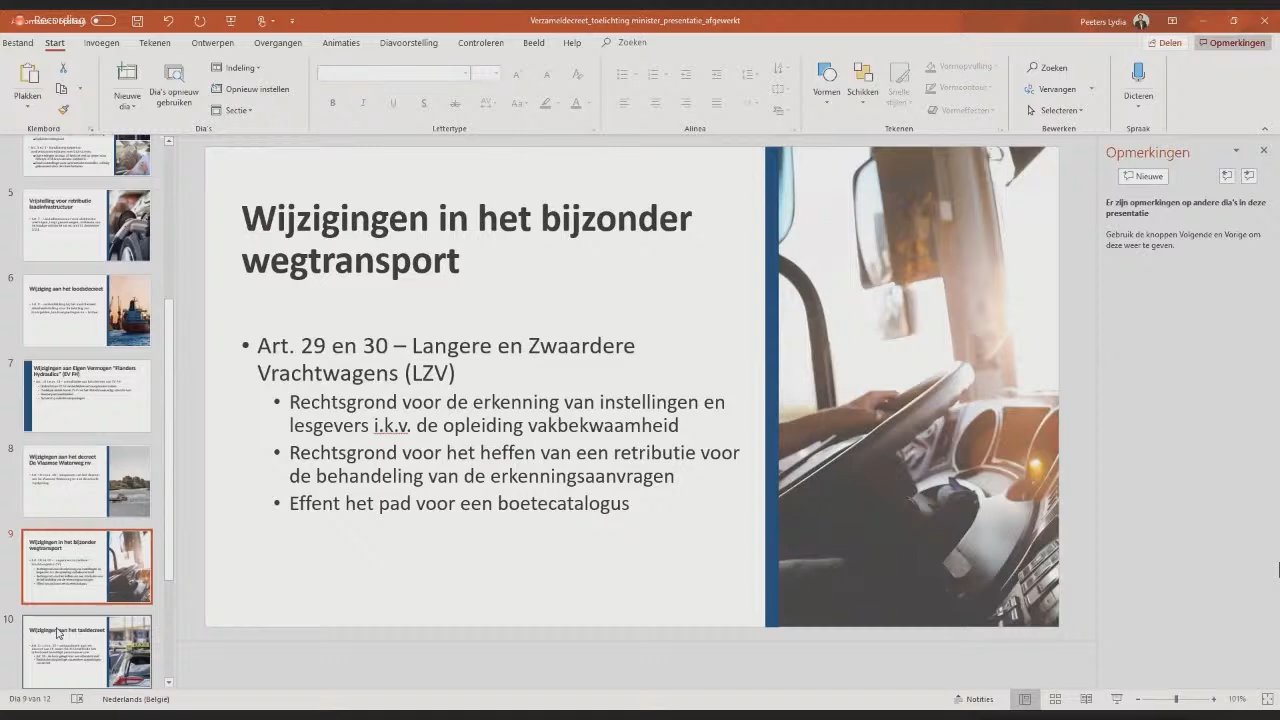 Recording
Verzameldecreet_toelichting minister_presentatie_afgewerkt
Peeters Lydia
Bestand Start Invoegen Tekenen Ontwerpen Overgangen Animaties Diavoorstelling Controleren Beeld Help Zoeken
Delen Opmerkingen
Plakken
Nieuwe dia
Dia's opnieuw gebruiken
Indeling
Opnieuw instellen
Sectie
Vormen
Schikken
Snelle stijlen
Vormopvulling
Vormcontour
Vormeffecten
Zoeken
Vervangen
Selecteren
Dicteren
Klembord Dia's Lettertype Alinea Tekenen Bewerken Spraak
5
Vrijstelling voor retributie
laadinfrastructuur
6
Wijziging aan het loodsdecreet
7
Wijzigingen aan Eigen Vermogen "Flanders
Hydraulics" (EV FH)
8
Wijzigingen aan het decreet
De Vlaamse Waterweg nv
9
Wijzigingen in het bijzonder
wegtransport
10
Wijzigingen aan het taxidecreet
Wijzigingen in het bijzonder
wegtransport
• Art. 29 en 30 – Langere en Zwaardere
Vrachtwagens (LZV)
• Rechtsgrond voor de erkenning van instellingen en
lesgevers i.k.v. de opleiding vakbekwaamheid
• Rechtsgrond voor het heffen van een retributie voor
de behandeling van de erkenningsaanvragen
• Effent het pad voor een boetecatalogus
Opmerkingen
Nieuwe
Er zijn opmerkingen op andere dia's in deze
presentatie
Gebruik de knoppen Volgende en Vorige om
deze weer te geven.
Dia 9 van 12 Nederlands (België) Notities 101%